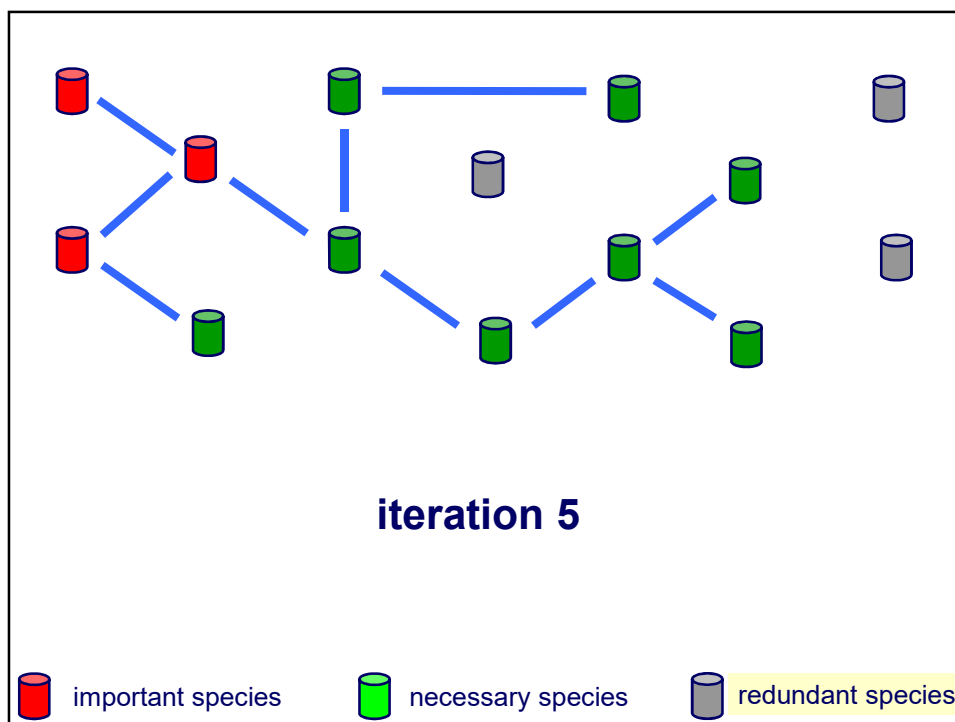 iteration 5
important species
necessary species
redundant species